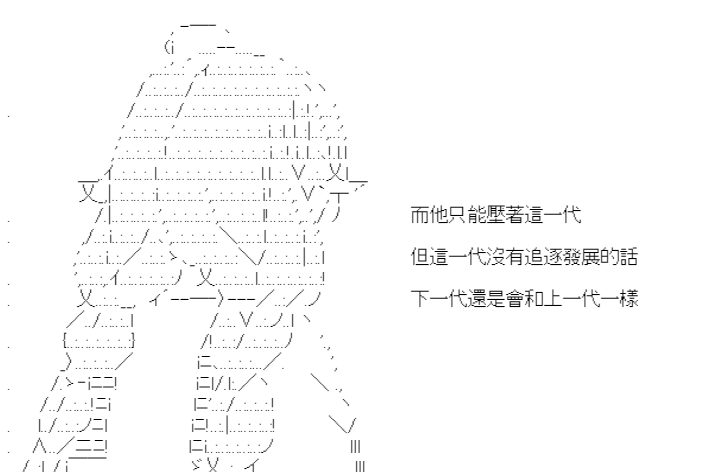 而他只能壓著這一代
但這一代沒有追逐發展的話
下一代還是會和上一代一樣